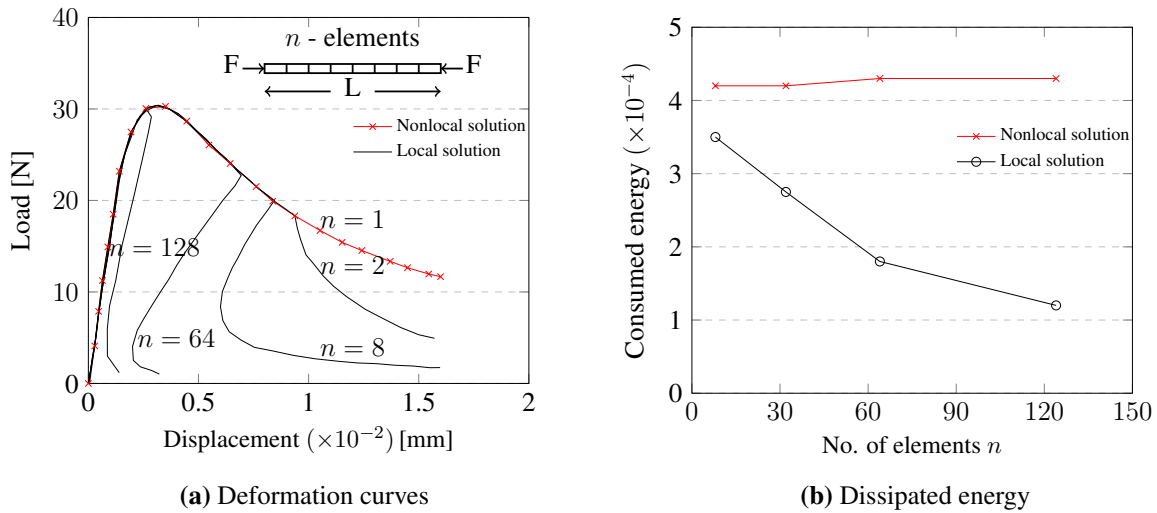 n - elements
F
F
L
Nonlocal solution
Local solution
n = 1
n = 128
n = 2
n = 64
n = 8
Load [N]
40
30
20
10
0
0
0.5
1
1.5
2
Displacement (×10⁻²) [mm]
(a) Deformation curves
Consumed energy (×10⁻⁴)
5
4
3
2
1
0
Nonlocal solution
Local solution
0
30
60
90
120
150
No. of elements n
(b) Dissipated energy